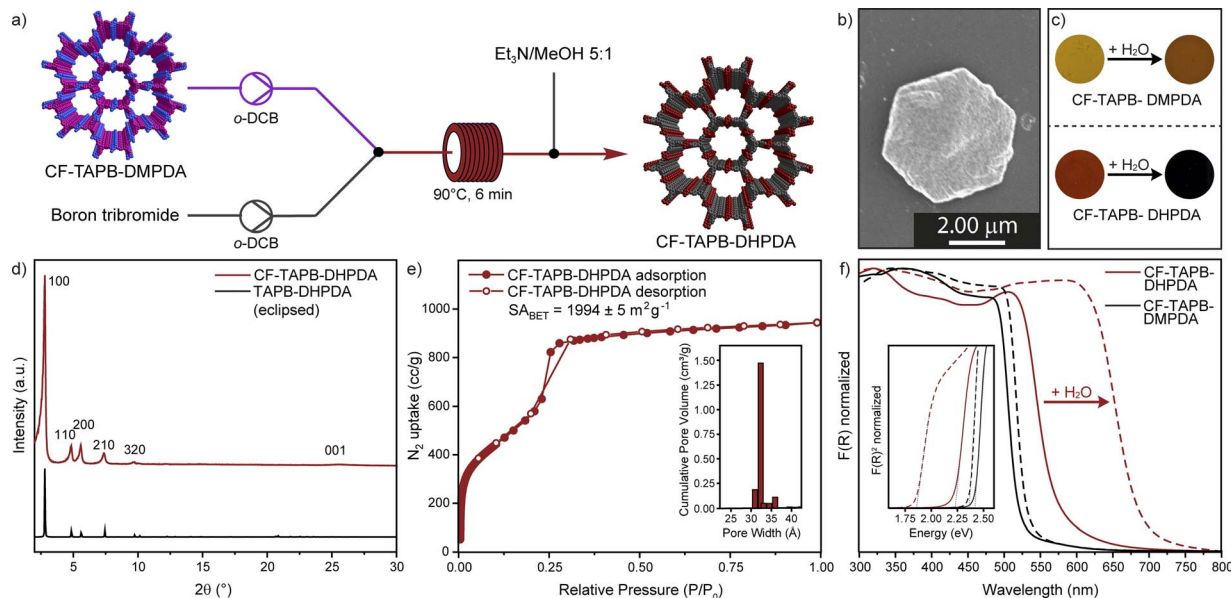 a)
CF-TAPB-DMPDA
o-DCB
Boron tribromide
o-DCB
90°C, 6 min
Et₃N/MeOH 5:1
CF-TAPB-DHPDA
b)
2.00 µm
c)
+ H₂O
CF-TAPB- DMPDA
+ H₂O
CF-TAPB- DHPDA
d)
CF-TAPB-DHPDA
TAPB-DHPDA
(eclipsed)
100
110
200
210
320
001
Intensity (a.u.)
5
10
15
20
25
30
2θ (°)
e)
CF-TAPB-DHPDA adsorption
CF-TAPB-DHPDA desorption
SA_BET = 1994 ± 5 m²g⁻¹
N₂ uptake (cc/g)
1000
800
600
400
200
0
0.00
0.20
0.40
0.60
0.80
1.00
Relative Pressure (P/P₀)
Cumulative Pore Volume (cm³/g)
1.50
1.25
1.00
0.75
0.50
0.25
0.00
25
30
35
40
Pore Width (Å)
f)
CF-TAPB-
DHPDA
CF-TAPB-
DMPDA
F(R) normalized
+ H₂O
F(R)² normalized
1.75
2.00
2.25
2.50
Energy (eV)
300
350
400
450
500
550
600
650
700
750
800
Wavelength (nm)